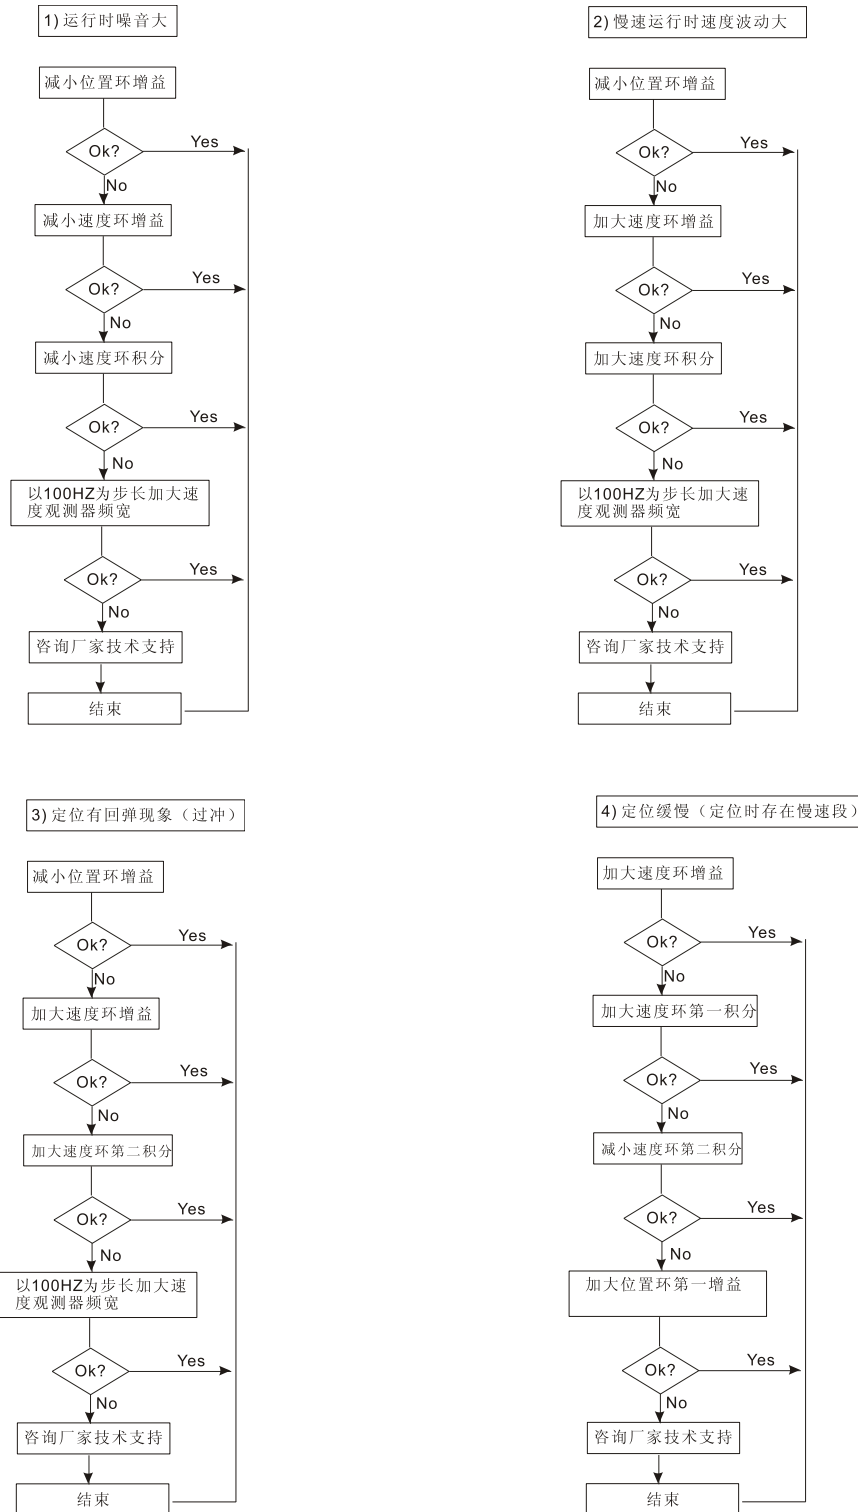 1) 运行时噪音大
减小位置环增益
Ok?
Yes
No
减小速度环增益
Ok?
Yes
No
减小速度环积分
Ok?
Yes
No
以100HZ为步长加大速
度观测器频宽
Ok?
Yes
No
咨询厂家技术支持
结束
2) 慢速运行时速度波动大
减小位置环增益
Ok?
Yes
No
加大速度环增益
Ok?
Yes
No
加大速度环积分
Ok?
Yes
No
以100HZ为步长加大速
度观测器频宽
Ok?
Yes
No
咨询厂家技术支持
结束
3) 定位有回弹现象（过冲）
减小位置环增益
Ok?
Yes
No
加大速度环增益
Ok?
Yes
No
加大速度环第二积分
Ok?
Yes
No
以100HZ为步长加大速
度观测器频宽
Ok?
Yes
No
咨询厂家技术支持
结束
4) 定位缓慢（定位时存在慢速段）
加大速度环增益
Ok?
Yes
No
加大速度环第一积分
Ok?
Yes
No
减小速度环第二积分
Ok?
Yes
No
加大位置环第一增益
Ok?
Yes
No
咨询厂家技术支持
结束